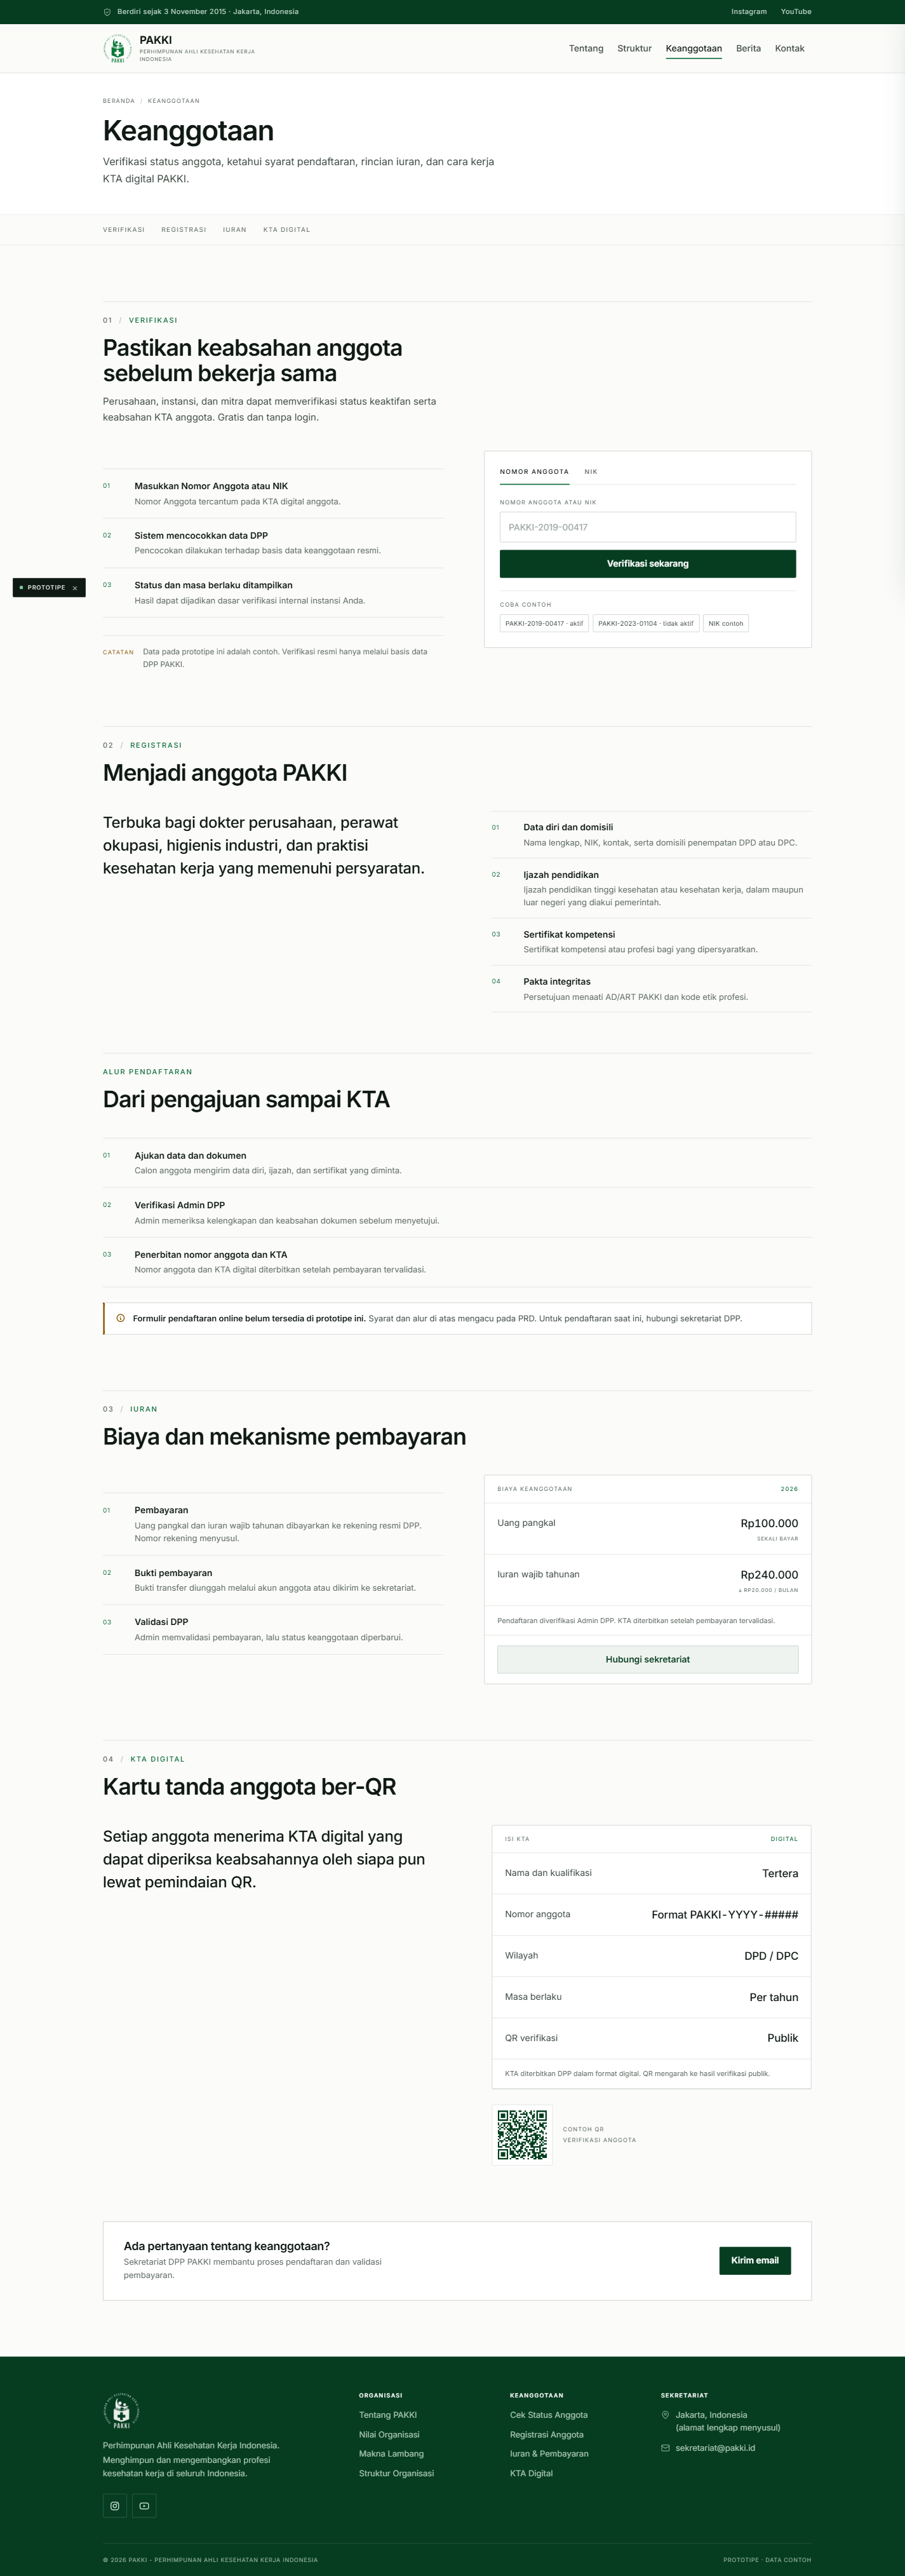 Berdiri sejak 3 November 2015 · Jakarta, Indonesia
Instagram YouTube
PAKKI
PERHIMPUNAN AHLI KESEHATAN KERJA
INDONESIA
Tentang Struktur Keanggotaan Berita Kontak
BERANDA / KEANGGOTAAN
Keanggotaan
Verifikasi status anggota, ketahui syarat pendaftaran, rincian iuran, dan cara kerja
KTA digital PAKKI.
VERIFIKASI REGISTRASI IURAN KTA DIGITAL
01 / VERIFIKASI
Pastikan keabsahan anggota
sebelum bekerja sama
Perusahaan, instansi, dan mitra dapat memverifikasi status keaktifan serta
keabsahan KTA anggota. Gratis dan tanpa login.
01 Masukkan Nomor Anggota atau NIK
Nomor Anggota tercantum pada KTA digital anggota.
02 Sistem mencocokkan data DPP
Pencocokan dilakukan terhadap basis data keanggotaan resmi.
03 Status dan masa berlaku ditampilkan
Hasil dapat dijadikan dasar verifikasi internal instansi Anda.
CATATAN Data pada prototipe ini adalah contoh. Verifikasi resmi hanya melalui basis data
DPP PAKKI.
PROTOTIPE ×
NOMOR ANGGOTA NIK
NOMOR ANGGOTA ATAU NIK
PAKKI-2019-00417
Verifikasi sekarang
COBA CONTOH
PAKKI-2019-00417 · aktif PAKKI-2023-01104 · tidak aktif NIK contoh
02 / REGISTRASI
Menjadi anggota PAKKI
Terbuka bagi dokter perusahaan, perawat
okupasi, higienis industri, dan praktisi
kesehatan kerja yang memenuhi persyaratan.
01 Data diri dan domisili
Nama lengkap, NIK, kontak, serta domisili penempatan DPD atau DPC.
02 Ijazah pendidikan
Ijazah pendidikan tinggi kesehatan atau kesehatan kerja, dalam maupun
luar negeri yang diakui pemerintah.
03 Sertifikat kompetensi
Sertifikat kompetensi atau profesi bagi yang dipersyaratkan.
04 Pakta integritas
Persetujuan menaati AD/ART PAKKI dan kode etik profesi.
ALUR PENDAFTARAN
Dari pengajuan sampai KTA
01 Ajukan data dan dokumen
Calon anggota mengirim data diri, ijazah, dan sertifikat yang diminta.
02 Verifikasi Admin DPP
Admin memeriksa kelengkapan dan keabsahan dokumen sebelum menyetujui.
03 Penerbitan nomor anggota dan KTA
Nomor anggota dan KTA digital diterbitkan setelah pembayaran tervalidasi.
Formulir pendaftaran online belum tersedia di prototipe ini. Syarat dan alur di atas mengacu pada PRD. Untuk pendaftaran saat ini, hubungi sekretariat DPP.
03 / IURAN
Biaya dan mekanisme pembayaran
01 Pembayaran
Uang pangkal dan iuran wajib tahunan dibayarkan ke rekening resmi DPP.
Nomor rekening menyusul.
02 Bukti pembayaran
Bukti transfer diunggah melalui akun anggota atau dikirim ke sekretariat.
03 Validasi DPP
Admin memvalidasi pembayaran, lalu status keanggotaan diperbarui.
BIAYA KEANGGOTAAN 2026
Uang pangkal Rp100.000
SEKALI BAYAR
Iuran wajib tahunan Rp240.000
± RP20.000 / BULAN
Pendaftaran diverifikasi Admin DPP. KTA diterbitkan setelah pembayaran tervalidasi.
Hubungi sekretariat
04 / KTA DIGITAL
Kartu tanda anggota ber-QR
Setiap anggota menerima KTA digital yang
dapat diperiksa keabsahannya oleh siapa pun
lewat pemindaian QR.
ISI KTA DIGITAL
Nama dan kualifikasi Tertera
Nomor anggota Format PAKKI-YYYY-#####
Wilayah DPD / DPC
Masa berlaku Per tahun
QR verifikasi Publik
KTA diterbitkan DPP dalam format digital. QR mengarah ke hasil verifikasi publik.
CONTOH QR
VERIFIKASI ANGGOTA
Ada pertanyaan tentang keanggotaan?
Sekretariat DPP PAKKI membantu proses pendaftaran dan validasi
pembayaran.
Kirim email
PAKKI
Perhimpunan Ahli Kesehatan Kerja Indonesia.
Menghimpun dan mengembangkan profesi
kesehatan kerja di seluruh Indonesia.
ORGANISASI
Tentang PAKKI
Nilai Organisasi
Makna Lambang
Struktur Organisasi
KEANGGOTAAN
Cek Status Anggota
Registrasi Anggota
Iuran & Pembayaran
KTA Digital
SEKRETARIAT
Jakarta, Indonesia
(alamat lengkap menyusul)
sekretariat@pakki.id
© 2026 PAKKI - PERHIMPUNAN AHLI KESEHATAN KERJA INDONESIA
PROTOTIPE · DATA CONTOH